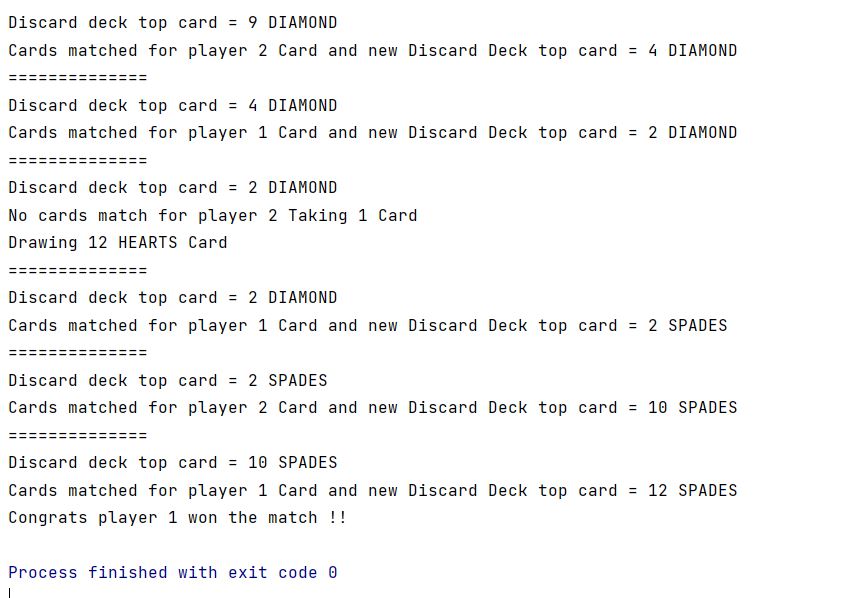 Discard deck top card = 9 DIAMOND
Cards matched for player 2 Card and new Discard Deck top card = 4 DIAMOND
==============
Discard deck top card = 4 DIAMOND
Cards matched for player 1 Card and new Discard Deck top card = 2 DIAMOND
==============
Discard deck top card = 2 DIAMOND
No cards match for player 2 Taking 1 Card
Drawing 12 HEARTS Card
==============
Discard deck top card = 2 DIAMOND
Cards matched for player 1 Card and new Discard Deck top card = 2 SPADES
==============
Discard deck top card = 2 SPADES
Cards matched for player 2 Card and new Discard Deck top card = 10 SPADES
==============
Discard deck top card = 10 SPADES
Cards matched for player 1 Card and new Discard Deck top card = 12 SPADES
Congrats player 1 won the match !!
Process finished with exit code 0